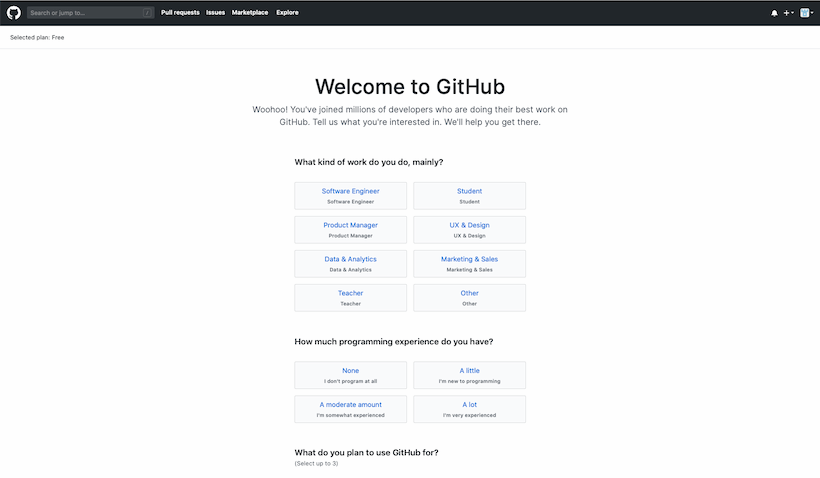 Search or jump to... /
Pull requests Issues Marketplace Explore
Selected plan: Free
Welcome to GitHub
Woohoo! You've joined millions of developers who are doing their best work on
GitHub. Tell us what you're interested in. We'll help you get there.
What kind of work do you do, mainly?
Software Engineer
Software Engineer
Student
Student
Product Manager
Product Manager
UX & Design
UX & Design
Data & Analytics
Data & Analytics
Marketing & Sales
Marketing & Sales
Teacher
Teacher
Other
Other
How much programming experience do you have?
None
I don't program at all
A little
I'm new to programming
A moderate amount
I'm somewhat experienced
A lot
I'm very experienced
What do you plan to use GitHub for?
(Select up to 3)